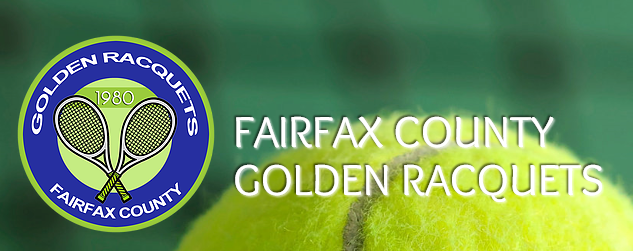 GOLDEN RACQUETS
1980
FAIRFAX COUNTY
FAIRFAX COUNTY
GOLDEN RACQUETS